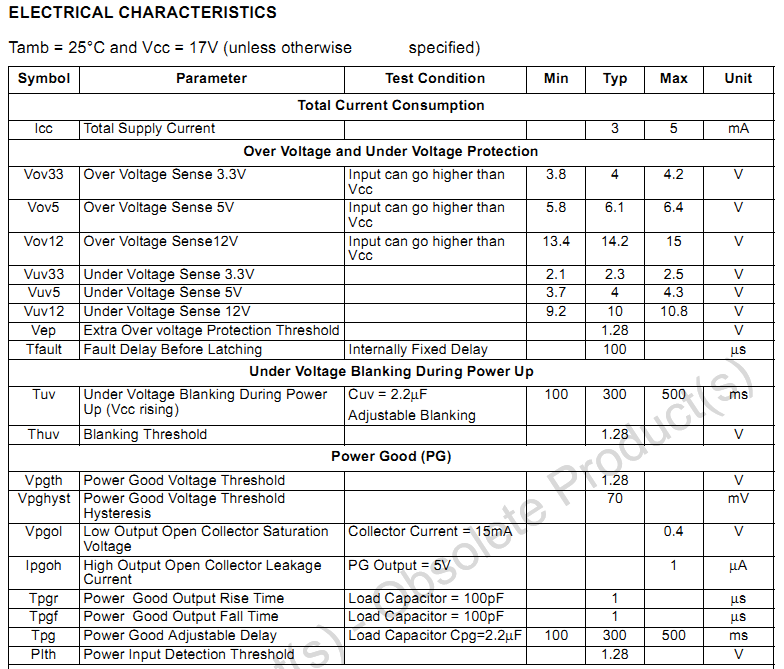 ELECTRICAL CHARACTERISTICS
Tamb = 25°C and Vcc = 17V (unless otherwise specified)
Symbol Parameter Test Condition Min Typ Max Unit
Total Current Consumption
Icc Total Supply Current 3 5 mA
Over Voltage and Under Voltage Protection
Vov33 Over Voltage Sense 3.3V Input can go higher than 3.8 4 4.2 V
Vcc
Vov5 Over Voltage Sense 5V Input can go higher than 5.8 6.1 6.4 V
Vcc
Vov12 Over Voltage Sense12V Input can go higher than 13.4 14.2 15 V
Vcc
Vuv33 Under Voltage Sense 3.3V 2.1 2.3 2.5 V
Vuv5 Under Voltage Sense 5V 3.7 4 4.3 V
Vuv12 Under Voltage Sense 12V 9.2 10 10.8 V
Vep Extra Over voltage Protection Threshold 1.28 V
Tfault Fault Delay Before Latching Internally Fixed Delay 100 μs
Under Voltage Blanking During Power Up
Tuv Under Voltage Blanking During Power Cuv = 2.2μF 100 300 500 ms
Up (Vcc rising) Adjustable Blanking
Thuv Blanking Threshold 1.28 V
Power Good (PG)
Vpgth Power Good Voltage Threshold 1.28 V
Vpghyst Power Good Voltage Threshold 70 mV
Hysteresis
Vpgol Low Output Open Collector Saturation Collector Current = 15mA 0.4 V
Voltage
Ipgoh High Output Open Collector Leakage PG Output = 5V 1 μA
Current
Tpgr Power Good Output Rise Time Load Capacitor = 100pF 1 μs
Tpgf Power Good Output Fall Time Load Capacitor = 100pF 1 μs
Tpg Power Good Adjustable Delay Load Capacitor Cpg=2.2μF 100 300 500 ms
Plth Power Input Detection Threshold 1.28 V
t(s) - Obsolete Product(s)